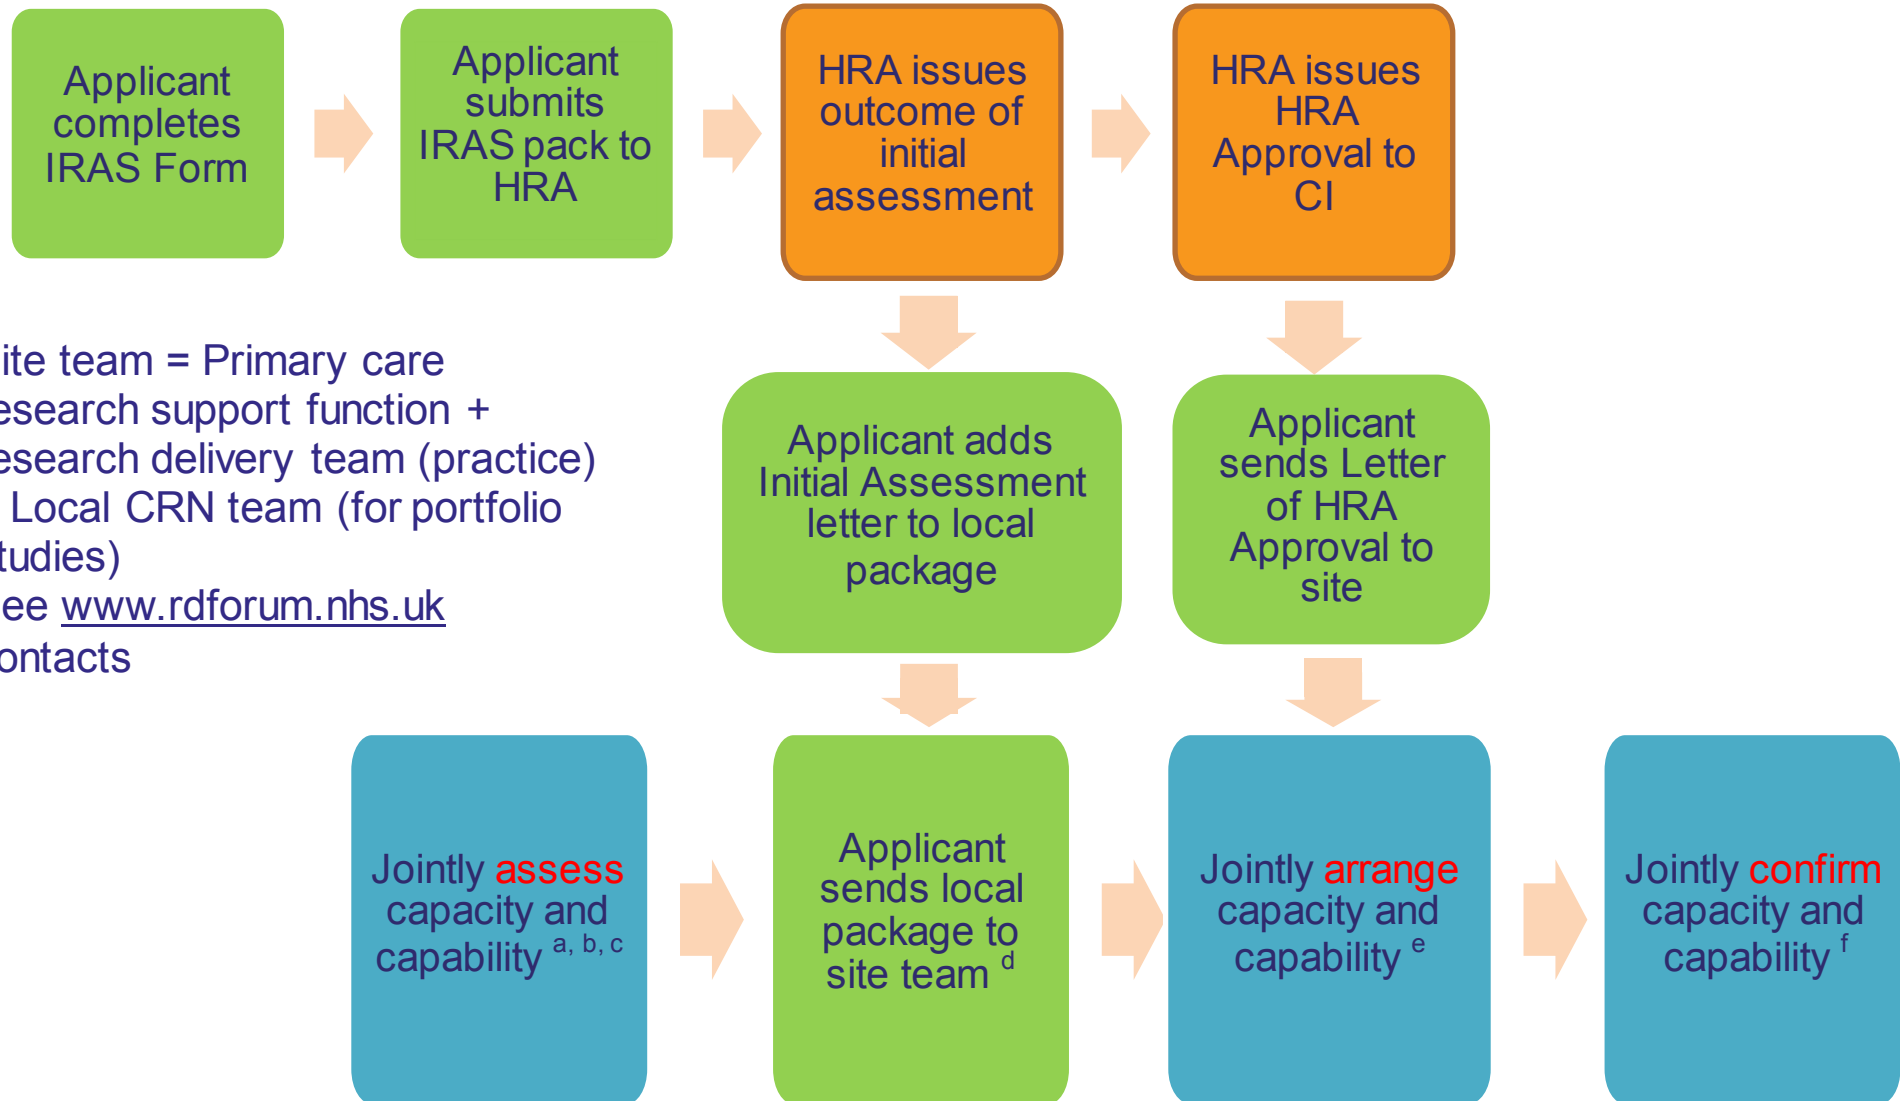 Applicant
completes
IRAS Form
Applicant
submits
IRAS pack to
HRA
HRA issues
outcome of
initial
assessment
HRA issues
HRA
Approval to
CI
ite team = Primary care
esearch support function +
esearch delivery team (practice)
Local CRN team (for portfolio
tudies)
ee www.rdforum.nhs.uk
ontacts
Applicant adds
Initial Assessment
letter to local
package
Applicant
sends Letter
of HRA
Approval to
site
Jointly assess
capacity and
capability a, b, c
Applicant
sends local
package to
site team d
Jointly arrange
capacity and
capability e
Jointly confirm
capacity and
capability f